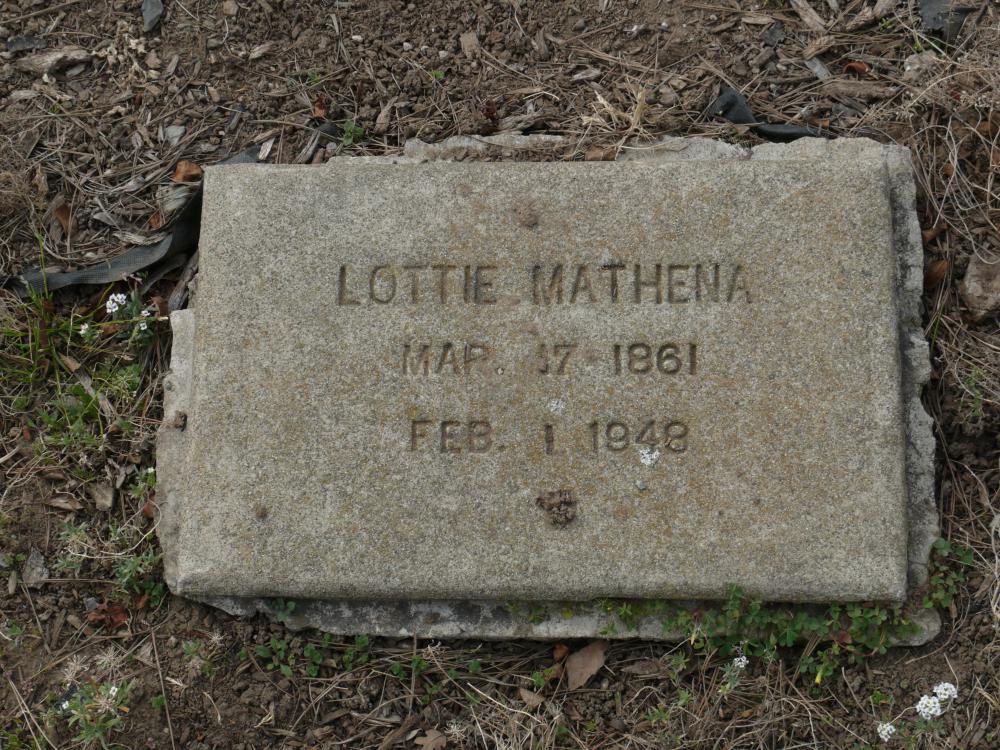 LOTTIE MATHENA
MAR. 17 1861
FEB. 1 1948